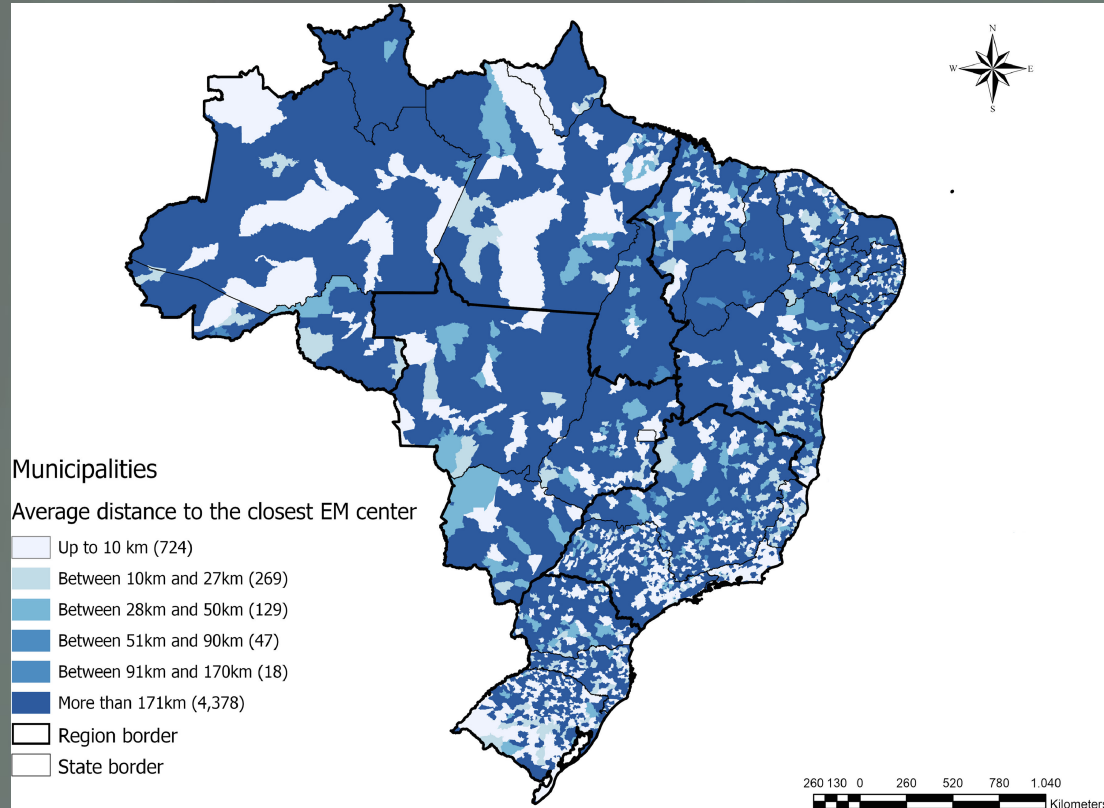 N
W E
S
Municipalities
Average distance to the closest EM center
Up to 10 km (724)
Between 10km and 27km (269)
Between 28km and 50km (129)
Between 51km and 90km (47)
Between 91km and 170km (18)
More than 171km (4,378)
Region border
State border
260 130 0 260 520 780 1.040
Kilometers